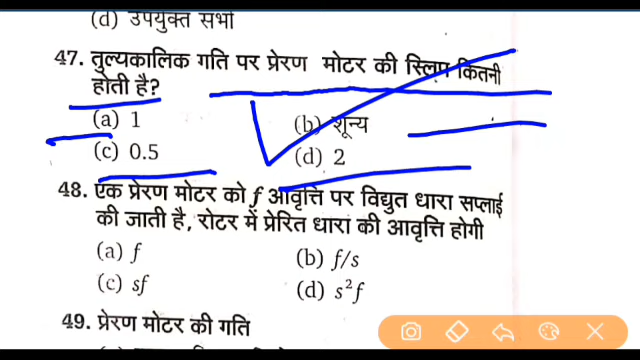 (d) उपर्युक्त सभी
47. तुल्यकालिक गति पर प्रेरण मोटर की स्लिप कितनी
होती है?
(a) 1
(b) शून्य
(c) 0.5
(d) 2
48. एक प्रेरण मोटर को f आवृत्ति पर विद्युत धारा सप्लाई
की जाती है, रोटर में प्रेरित धारा की आवृत्ति होगी
(a) f
(b) f/s
(c) sf
(d) s²f
49. प्रेरण मोटर की गति